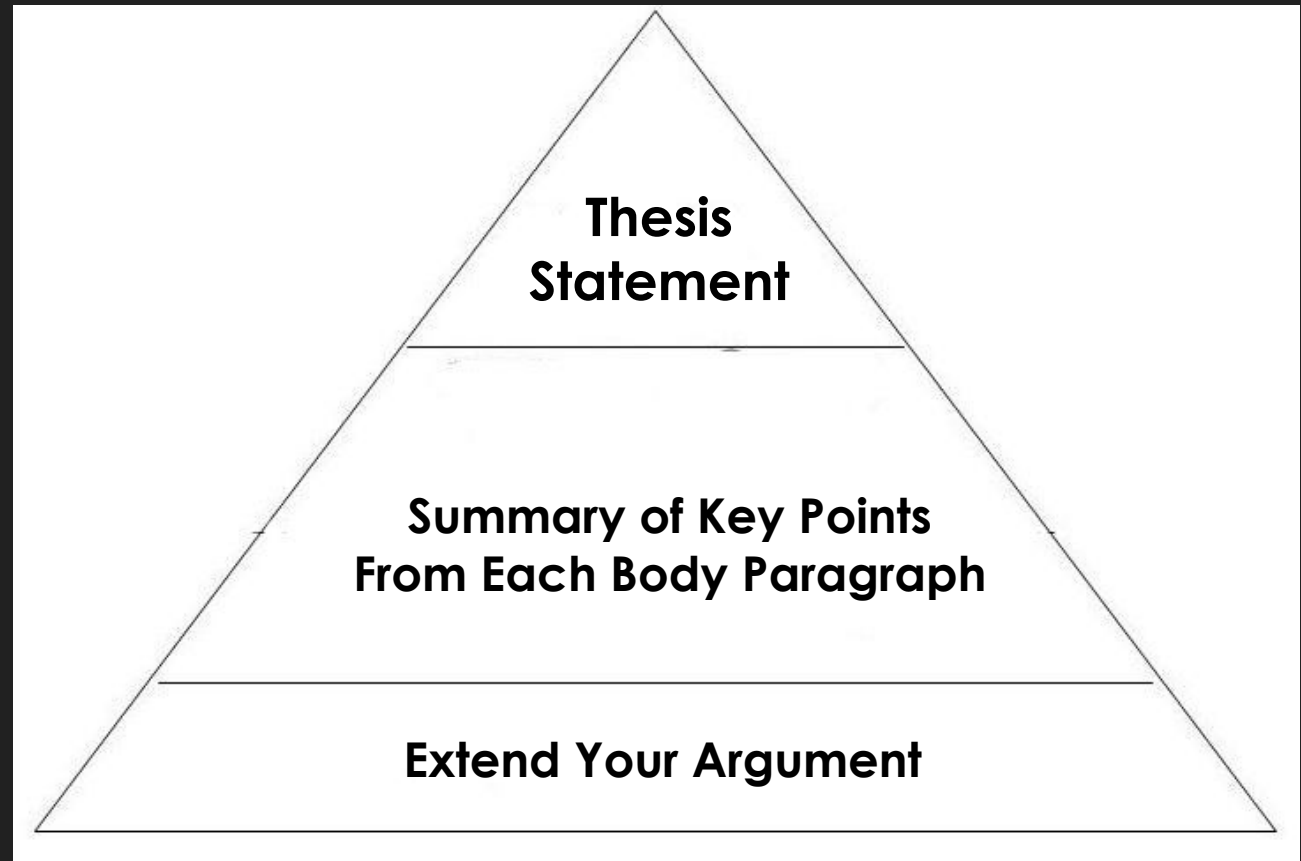 Thesis
Statement
Summary of Key Points
From Each Body Paragraph
Extend Your Argument